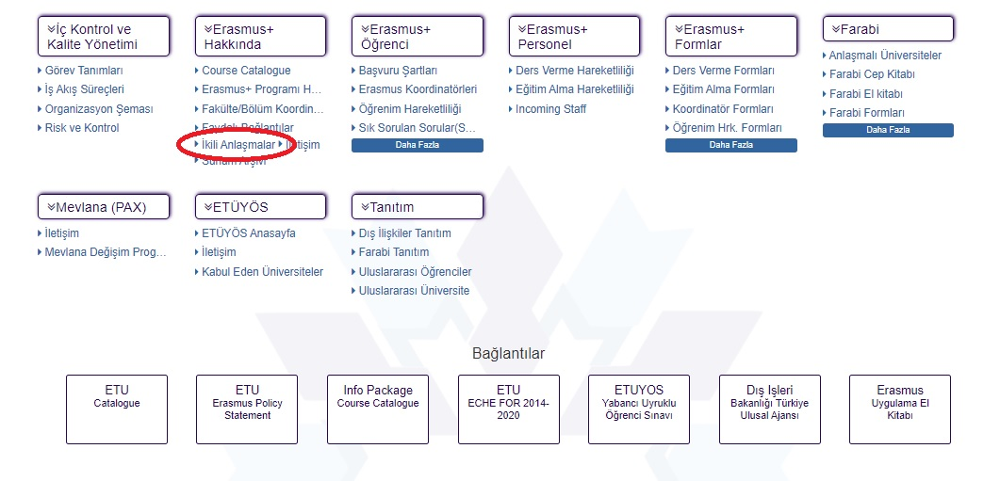 İç Kontrol ve
Kalite Yönetimi
Görev Tanımları
İş Akış Süreçleri
Organizasyon Şeması
Risk ve Kontrol
Erasmus+
Hakkında
Course Catalogue
Erasmus+ Programı H...
Fakülte/Bölüm Koordin...
Faydalı Bağlantılar
İkili Anlaşmalar
İletişim
Sunum Arşivi
Erasmus+
Öğrenci
Başvuru Şartları
Erasmus Koordinatörleri
Öğrenim Hareketliliği
Sık Sorulan Sorular(S...
Daha Fazla
Erasmus+
Personel
Ders Verme Hareketliliği
Eğitim Alma Hareketliliği
Incoming Staff
Erasmus+
Formlar
Ders Verme Formları
Eğitim Alma Formları
Koordinatör Formları
Öğrenim Hrk. Formları
Daha Fazla
Farabi
Anlaşmalı Üniversiteler
Farabi Cep Kitabı
Farabi El kitabı
Farabi Formları
Daha Fazla
Mevlana (PAX)
İletişim
Mevlana Değişim Prog...
ETÜYÖS
ETÜYÖS Anasayfa
İletişim
Kabul Eden Üniversiteler
Tanıtım
Dış İlişkiler Tanıtım
Farabi Tanıtım
Uluslararası Öğrenciler
Uluslararası Üniversite
Bağlantılar
ETU
Catalogue
ETU
Erasmus Policy
Statement
Info Package
Course Catalogue
ETU
ECHE FOR 2014-
2020
ETUYOS
Yabancı Uyruklu
Öğrenci Sınavı
Dış Işleri
Bakanlığı Türkiye
Ulusal Ajansı
Erasmus
Uygulama El
Kitabı